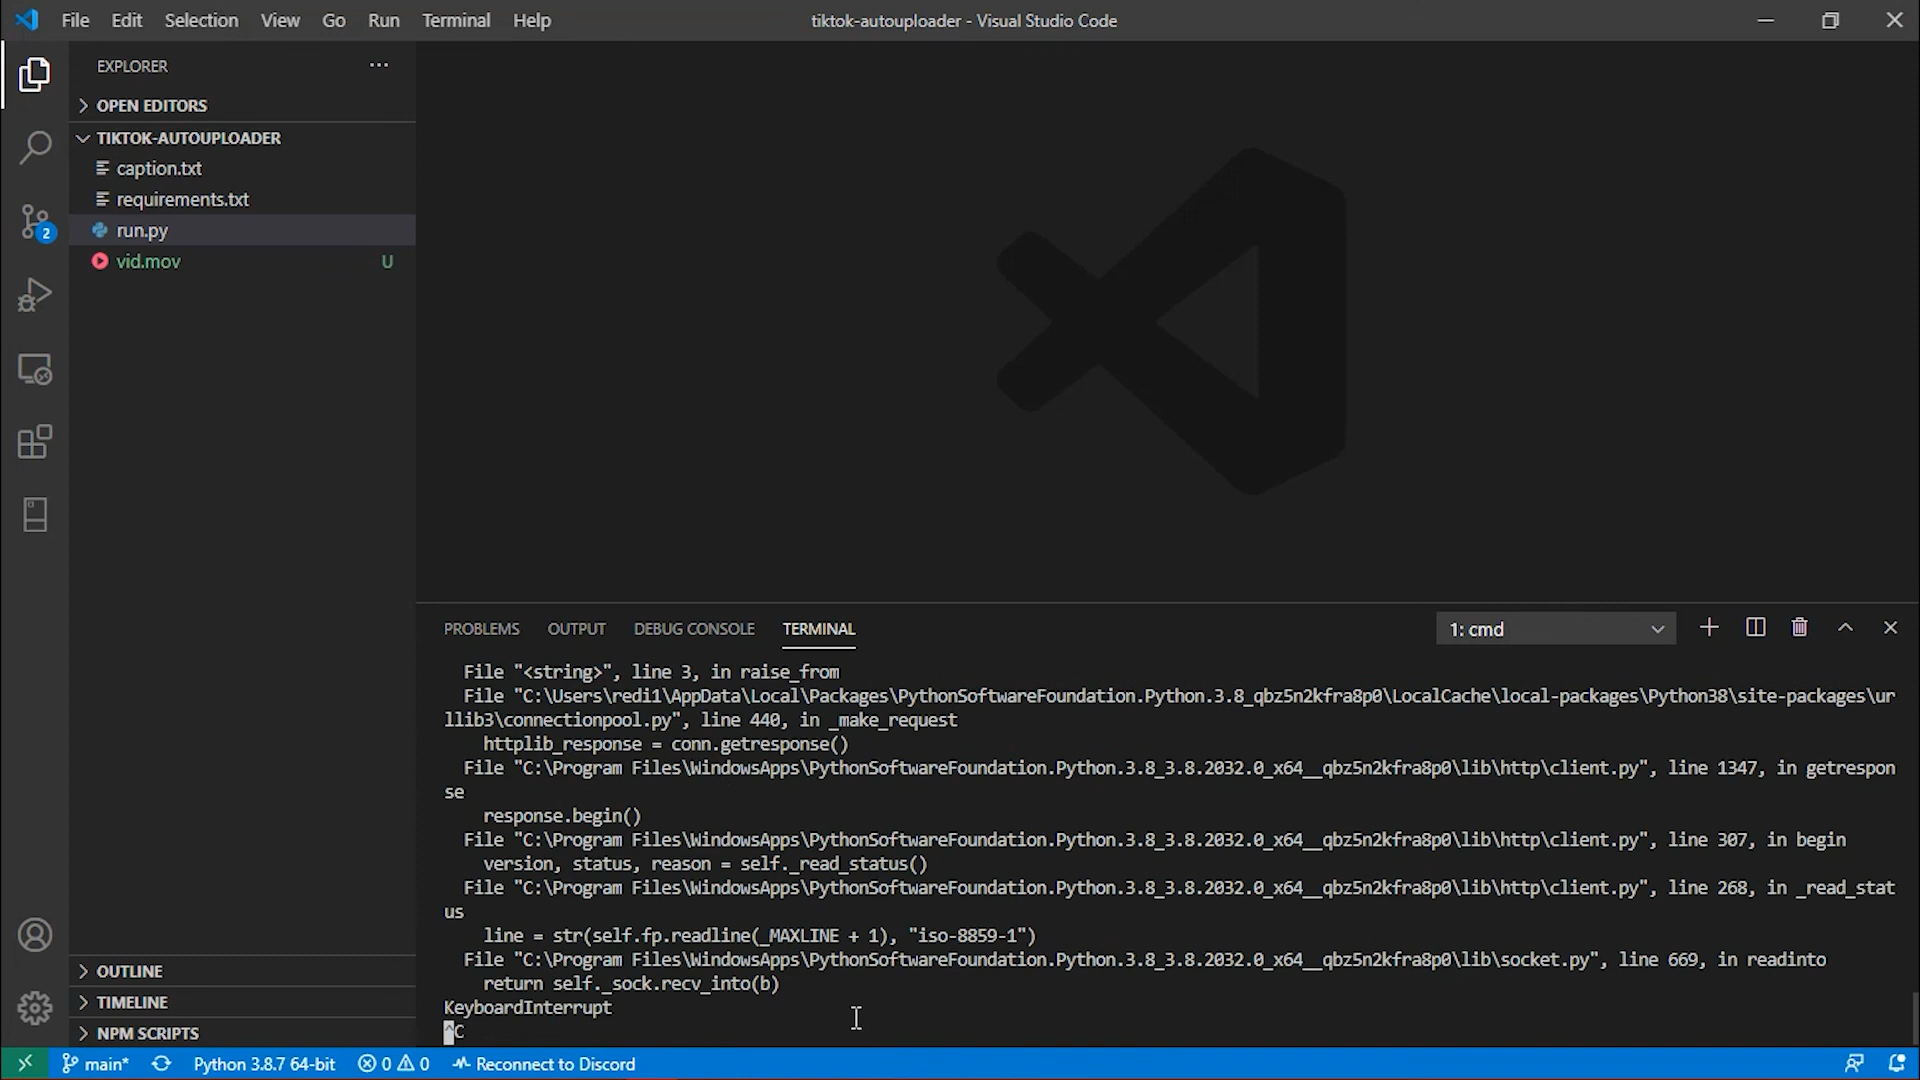 File Edit Selection View Go Run Terminal Help
tiktok-autouploader - Visual Studio Code
EXPLORER
OPEN EDITORS
TIKTOK-AUTOUPLOADER
caption.txt
requirements.txt
run.py
vid.mov U
2
OUTLINE
TIMELINE
NPM SCRIPTS
PROBLEMS OUTPUT DEBUG CONSOLE TERMINAL
1: cmd
File "<string>", line 3, in raise_from
File "C:\Users\redi1\AppData\Local\Packages\PythonSoftwareFoundation.Python.3.8_qbz5n2kfra8p0\LocalCache\local-packages\Python38\site-packages\ur
llib3\connectionpool.py", line 440, in _make_request
httplib_response = conn.getresponse()
File "C:\Program Files\WindowsApps\PythonSoftwareFoundation.Python.3.8_3.8.2032.0_x64__qbz5n2kfra8p0\lib\http\client.py", line 1347, in getrespon
se
response.begin()
File "C:\Program Files\WindowsApps\PythonSoftwareFoundation.Python.3.8_3.8.2032.0_x64__qbz5n2kfra8p0\lib\http\client.py", line 307, in begin
version, status, reason = self._read_status()
File "C:\Program Files\WindowsApps\PythonSoftwareFoundation.Python.3.8_3.8.2032.0_x64__qbz5n2kfra8p0\lib\http\client.py", line 268, in _read_stat
us
line = str(self.fp.readline(_MAXLINE + 1), "iso-8859-1")
File "C:\Program Files\WindowsApps\PythonSoftwareFoundation.Python.3.8_3.8.2032.0_x64__qbz5n2kfra8p0\lib\socket.py", line 669, in readinto
return self._sock.recv_into(b)
KeyboardInterrupt
^C
main* Python 3.8.7 64-bit 0 0 Reconnect to Discord